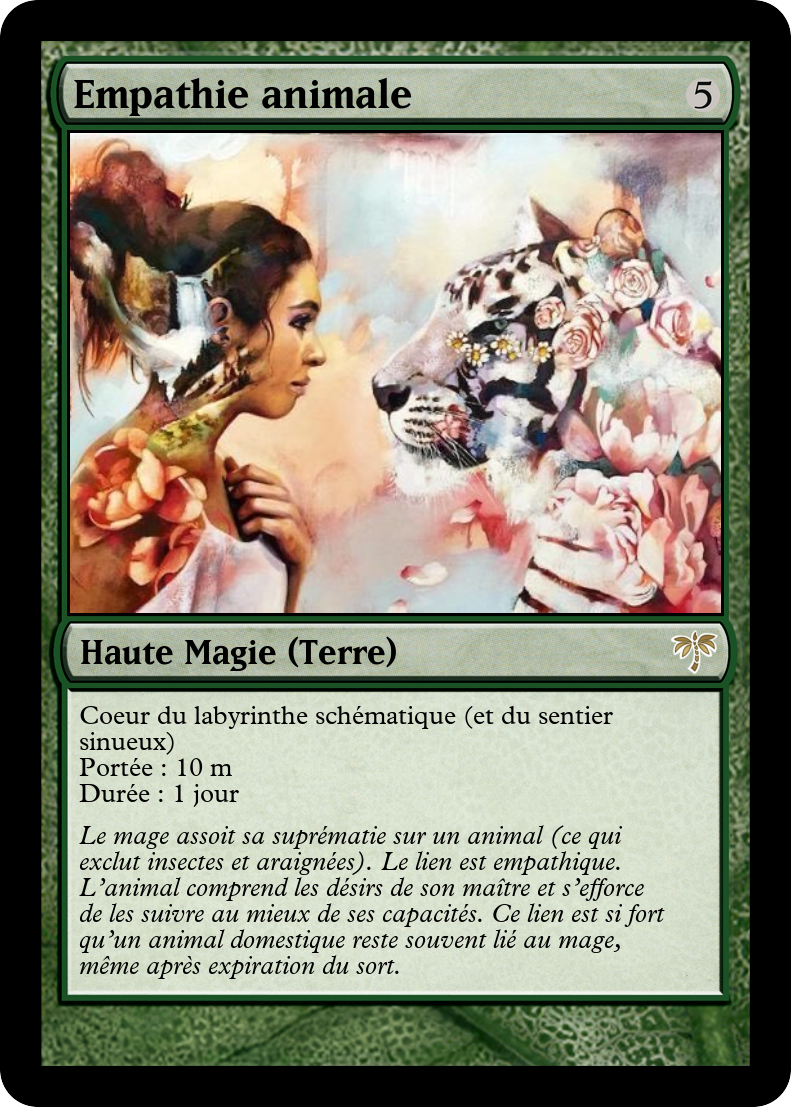 Empathie animale 5
Haute Magie (Terre)
Coeur du labyrinthe schématique (et du sentier
sinueux)
Portée : 10 m
Durée : 1 jour
Le mage assoit sa suprématie sur un animal (ce qui
exclut insectes et araignées). Le lien est empathique.
L'animal comprend les désirs de son maître et s'efforce
de les suivre au mieux de ses capacités. Ce lien est si fort
qu'un animal domestique reste souvent lié au mage,
même après expiration du sort.